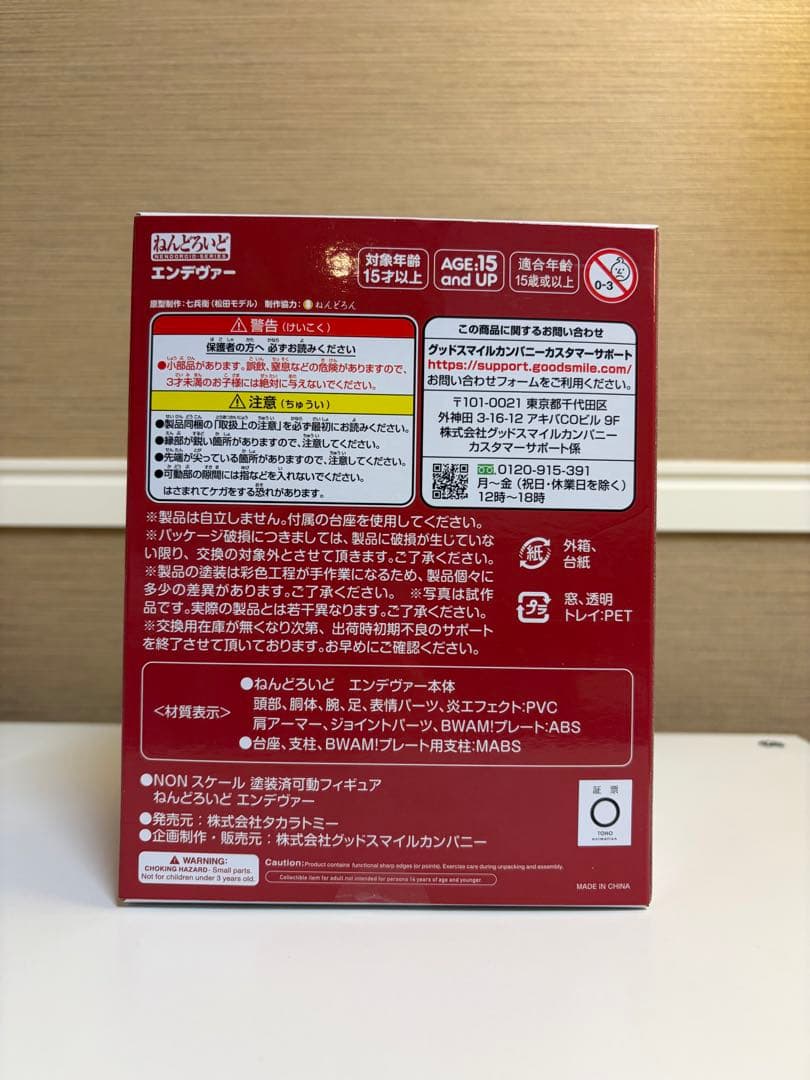 ねんどろいど
NENDOROID SERIES
エンデヴァー
対象年齢
15才以上
AGE:15
and UP
適合年齢
15歳或以上
0-3
原型制作:七兵衛(松田モデル) 制作協力: ねんどろん
警告(けいこく)
保護者の方へ 必ずお読みください
●小部品があります。誤飲、窒息などの危険がありますので、
3才未満のお子様には絶対に与えないでください。
注意(ちゅうい)
●製品同梱の「取扱上の注意」を必ず最初にお読みください。
●縁部が鋭い箇所がありますので、注意してください。
●先端が尖っている箇所がありますので、注意してください。
●可動部の隙間には指などを入れないでください。
はさまれてケガをする恐れがあります。
この商品に関するお問い合わせ
グッドスマイルカンパニーカスタマーサポート
https://support.goodsmile.com/
お問い合わせフォームをご利用ください。
〒101-0021 東京都千代田区
外神田 3-16-12 アキバCOビル 9F
株式会社グッドスマイルカンパニー
カスタマーサポート係
0120-915-391
月〜金(祝日・休業日を除く)
12時〜18時
※製品は自立しません。付属の台座を使用してください。
※パッケージ破損につきましては、製品に破損が生じていな
い限り、交換の対象外とさせて頂きます。ご了承ください。
※製品の塗装は彩色工程が手作業になるため、製品個々に
多少の差異があります。ご了承ください。 ※写真は試作
品です。実際の製品とは若干異なります。ご了承ください。
※交換用在庫が無くなり次第、出荷時初期不良のサポート
を終了させて頂いております。お早めにご確認ください。
紙
外箱、
台紙
プラ
窓、透明
トレイ:PET
<材質表示>
●ねんどろいど エンデヴァー本体
頭部、胴体、腕、足、表情パーツ、炎エフェクト:PVC
肩アーマー、ジョイントパーツ、BWAM!プレート:ABS
●台座、支柱、BWAM!プレート用支柱:MABS
●NONスケール 塗装済可動フィギュア
ねんどろいど エンデヴァー
●発売元:株式会社タカラトミー
●企画制作・販売元:株式会社グッドスマイルカンパニー
証票
TOHO
animation
WARNING:
CHOKING HAZARD- Small parts.
Not for children under 3 years old.
Caution: Product contains functional sharp edges (or points). Exercise care during unpacking and assembly.
Collectible item for adult not intended for persons 14 years of age and younger.
MADE IN CHINA